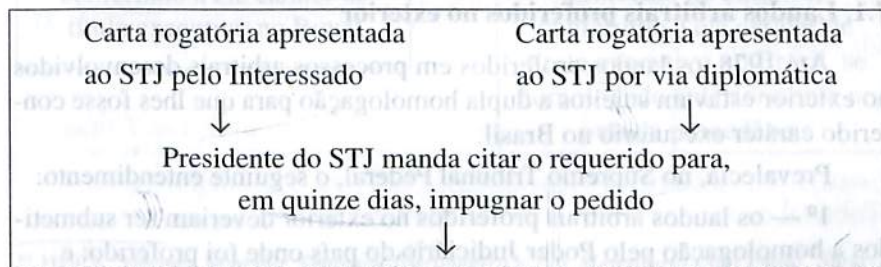 Carta rogatória apresentada
ao STJ pelo Interessado
Carta rogatória apresentada
ao STJ por via diplomática
↓ ↓
Presidente do STJ manda citar o requerido para,
em quinze dias, impugnar o pedido
↓